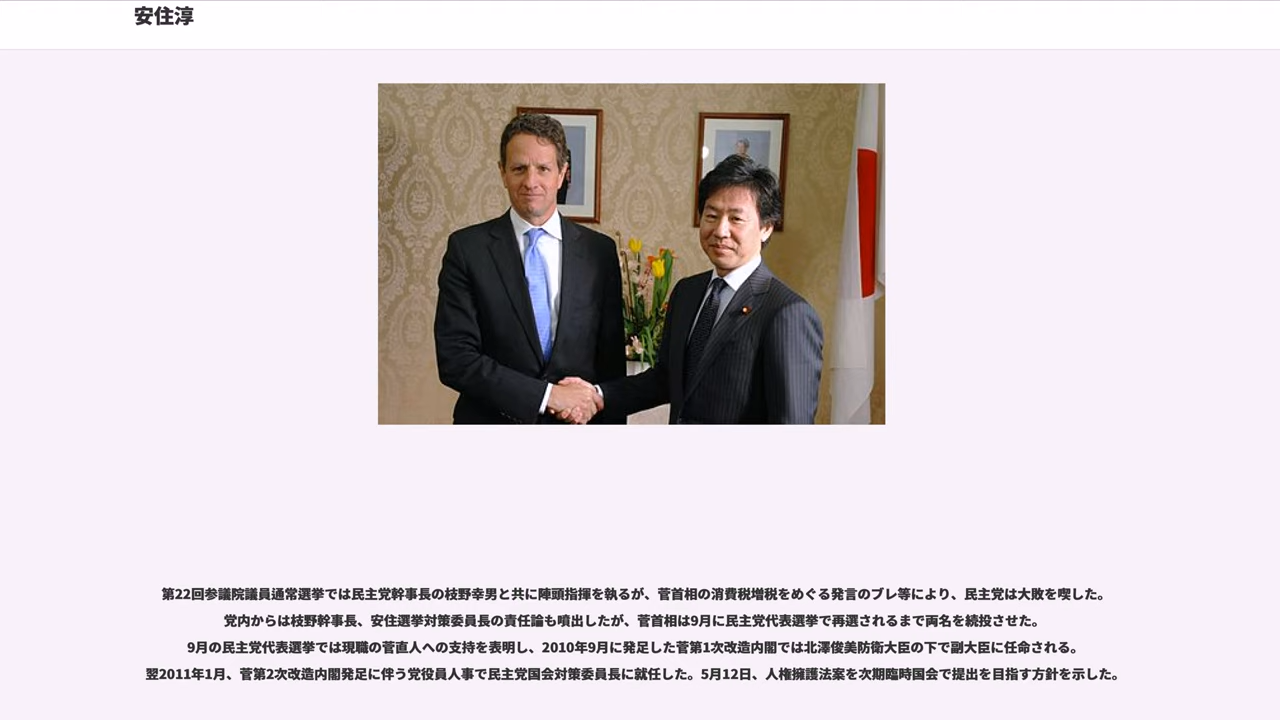 安住淳
第22回参議院議員通常選挙では民主党幹事長の枝野幸男と共に陣頭指揮を執るが、菅首相の消費税増税をめぐる発言のブレ等により、民主党は大敗を喫した。
党内からは枝野幹事長、安住選挙対策委員長の責任論も噴出したが、菅首相は9月に民主党代表選挙で再選されるまで両名を続投させた。
9月の民主党代表選挙では現職の菅直人への支持を表明し、2010年9月に発足した菅第1次改造内閣では北澤俊美防衛大臣の下で副大臣に任命される。
翌2011年1月、菅第2次改造内閣発足に伴う党役員人事で民主党国会対策委員長に就任した。5月12日、人権擁護法案を次期臨時国会で提出を目指す方針を示した。